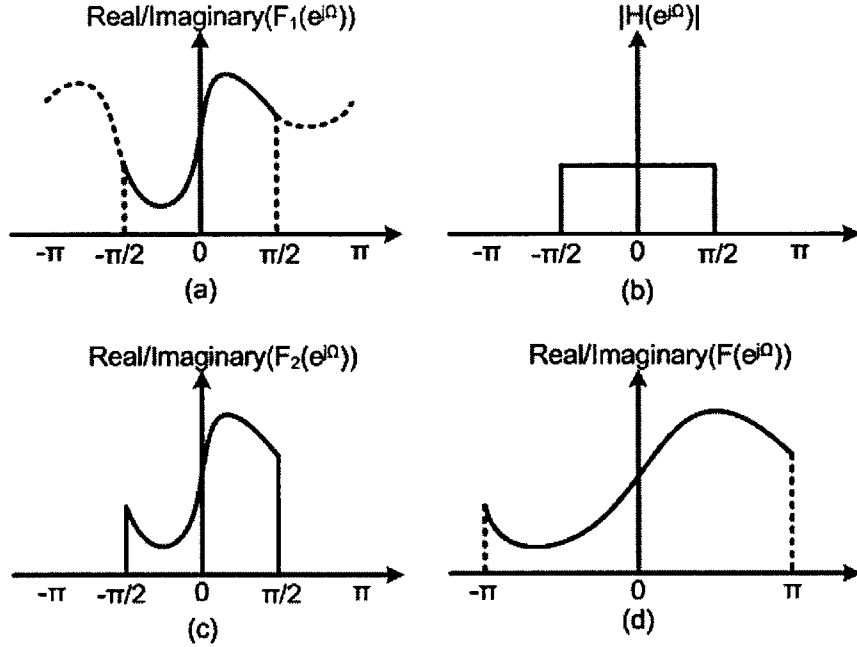 Real/Imaginary(F₁(e^jΩ))
-π -π/2 0 π/2 π
(a)
|H(e^jΩ)|
-π -π/2 0 π/2 π
(b)
Real/Imaginary(F₂(e^jΩ))
-π -π/2 0 π/2 π
(c)
Real/Imaginary(F(e^jΩ))
-π 0 π
(d)